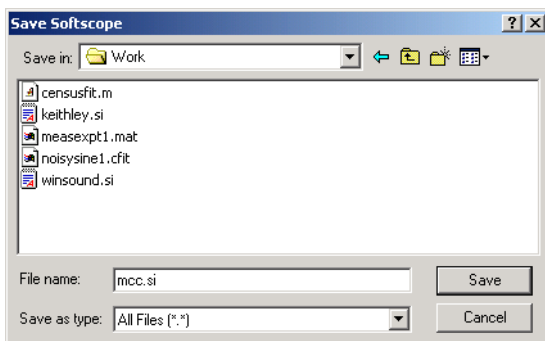 Save Softscope
Save in: Work
censusfit.m
keithley.si
measexpt1.mat
noisysine1.cfit
winsound.si
File name: mcc.si Save
Save as type: All Files (*.*) Cancel